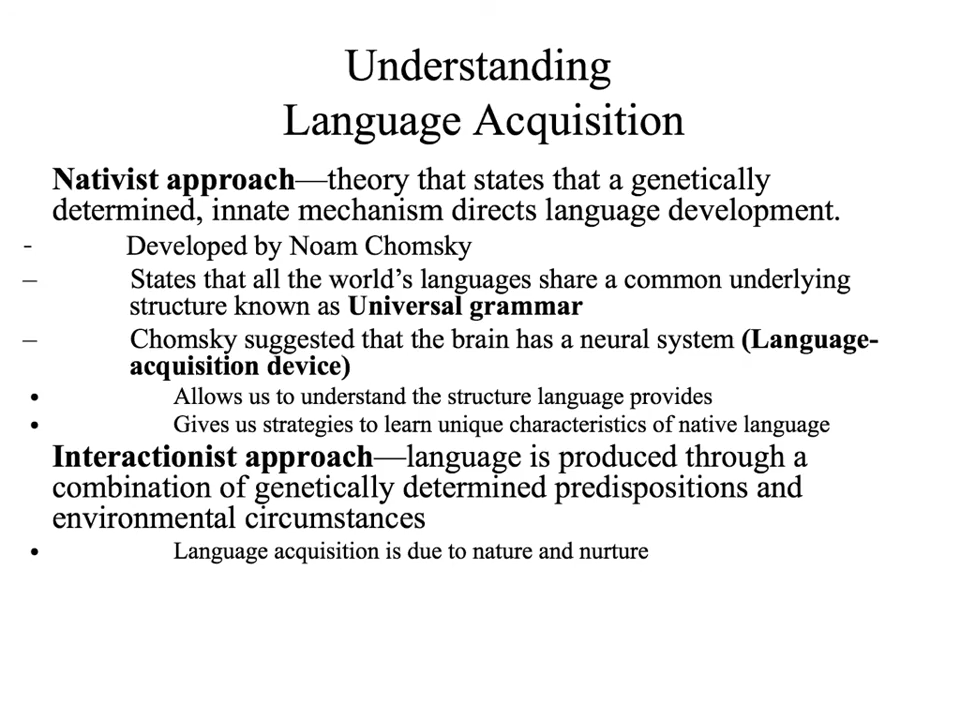 Understanding
Language Acquisition
Nativist approach—theory that states that a genetically
determined, innate mechanism directs language development.
- Developed by Noam Chomsky
– States that all the world’s languages share a common underlying
structure known as Universal grammar
– Chomsky suggested that the brain has a neural system (Language-
acquisition device)
• Allows us to understand the structure language provides
• Gives us strategies to learn unique characteristics of native language
Interactionist approach—language is produced through a
combination of genetically determined predispositions and
environmental circumstances
• Language acquisition is due to nature and nurture